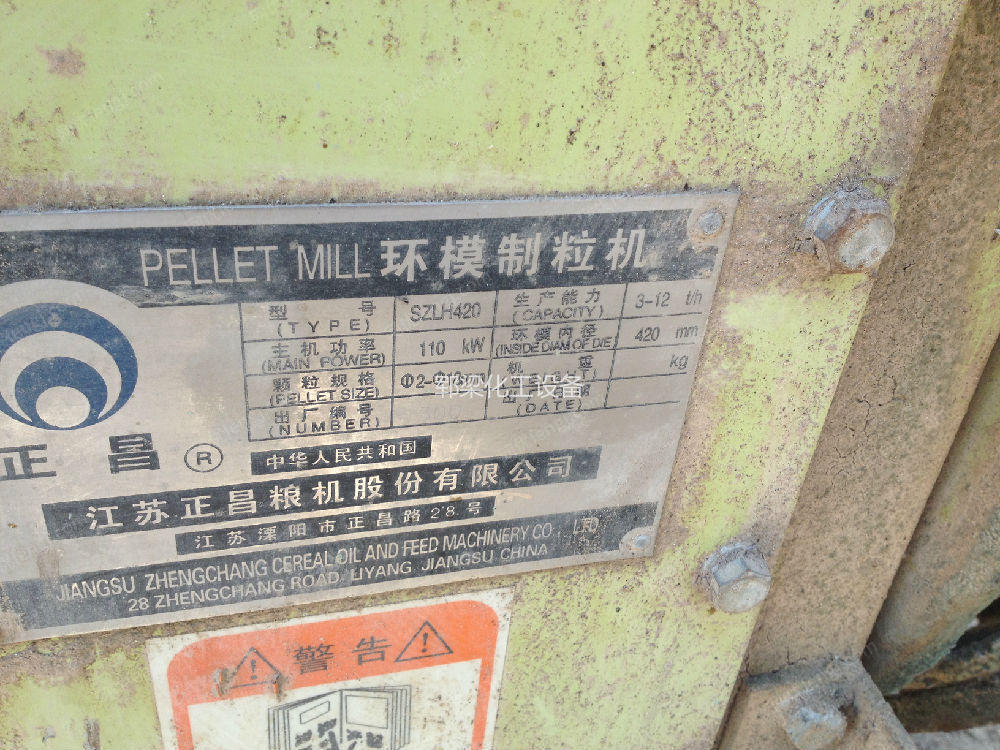 PELLET MILL 环模制粒机
型号 SZLH420 生产能力 3-12 t/h
(TYPE) (CAPACITY)
主机功率 110 kW 环模内径 420 mm
(MAIN POWER) (INSIDE DIAM OF DIE)
颗粒规格 Φ2-Φ 机重 kg
(PELLET SIZE)
出厂编号
(NUMBER) (DATE)
郓梁化工设备
正昌 ®
中华人民共和国
江苏正昌粮机股份有限公司
江苏溧阳市正昌路28号
JIANGSU ZHENGCHANG CEREAL OIL AND FEED MACHINERY CO., LTD
28 ZHENGCHANG ROAD, LIYANG JIANGSU CHINA
警告